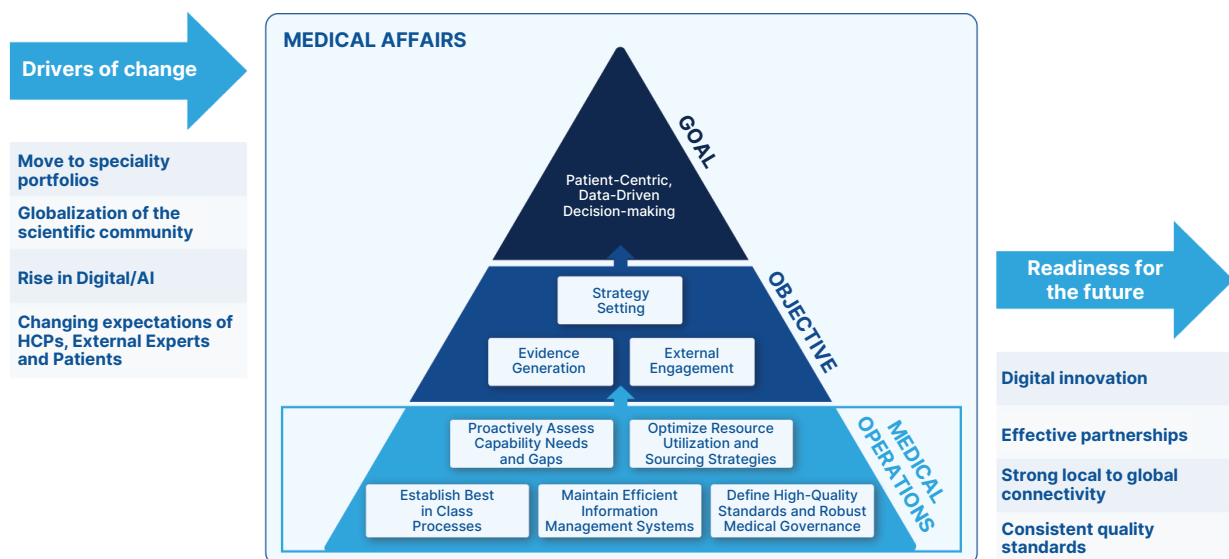 Drivers of change
Move to speciality
portfolios
Globalization of the
scientific community
Rise in Digital/AI
Changing expectations of
HCPs, External Experts
and Patients
MEDICAL AFFAIRS
GOAL
Patient-Centric,
Data-Driven
Decision-making
OBJECTIVE
Strategy
Setting
Evidence
Generation
External
Engagement
MEDICAL
OPERATIONS
Proactively Assess
Capability Needs
and Gaps
Optimize Resource
Utilization and
Sourcing Strategies
Establish Best
in Class
Processes
Maintain Efficient
Information
Management Systems
Define High-Quality
Standards and Robust
Medical Governance
Readiness for
the future
Digital innovation
Effective partnerships
Strong local to global
connectivity
Consistent quality
standards